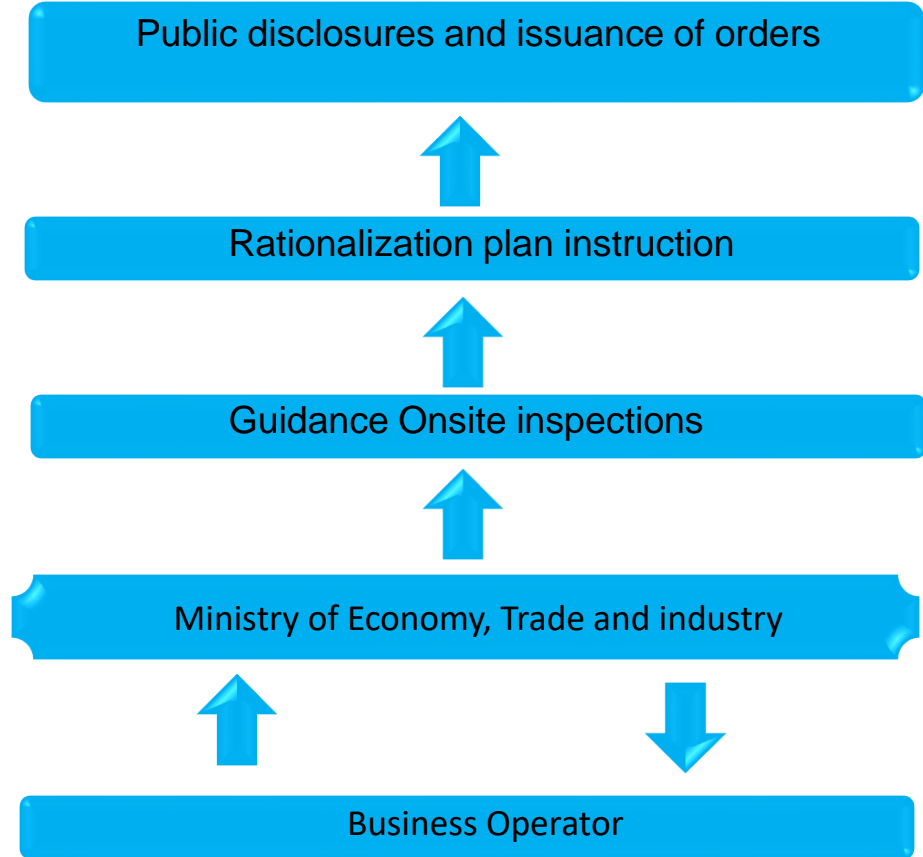 Public disclosures and issuance of orders
Rationalization plan instruction
Guidance Onsite inspections
Ministry of Economy, Trade and industry
Business Operator